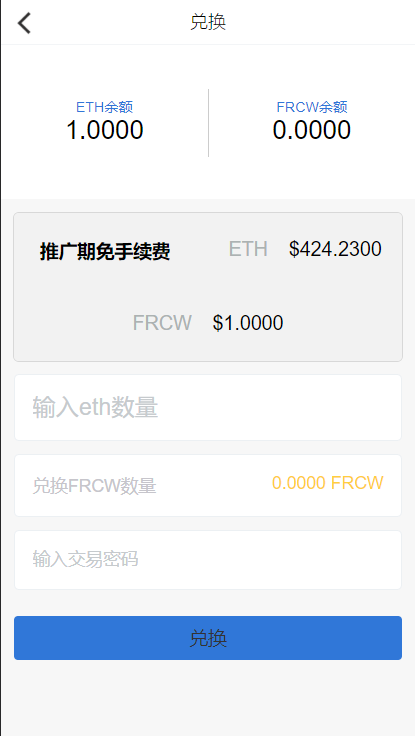 兑换
ETH余额 FRCW余额
1.0000 0.0000
推广期免手续费 ETH $424.2300
FRCW $1.0000
输入eth数量
兑换FRCW数量 0.0000 FRCW
输入交易密码
兑换